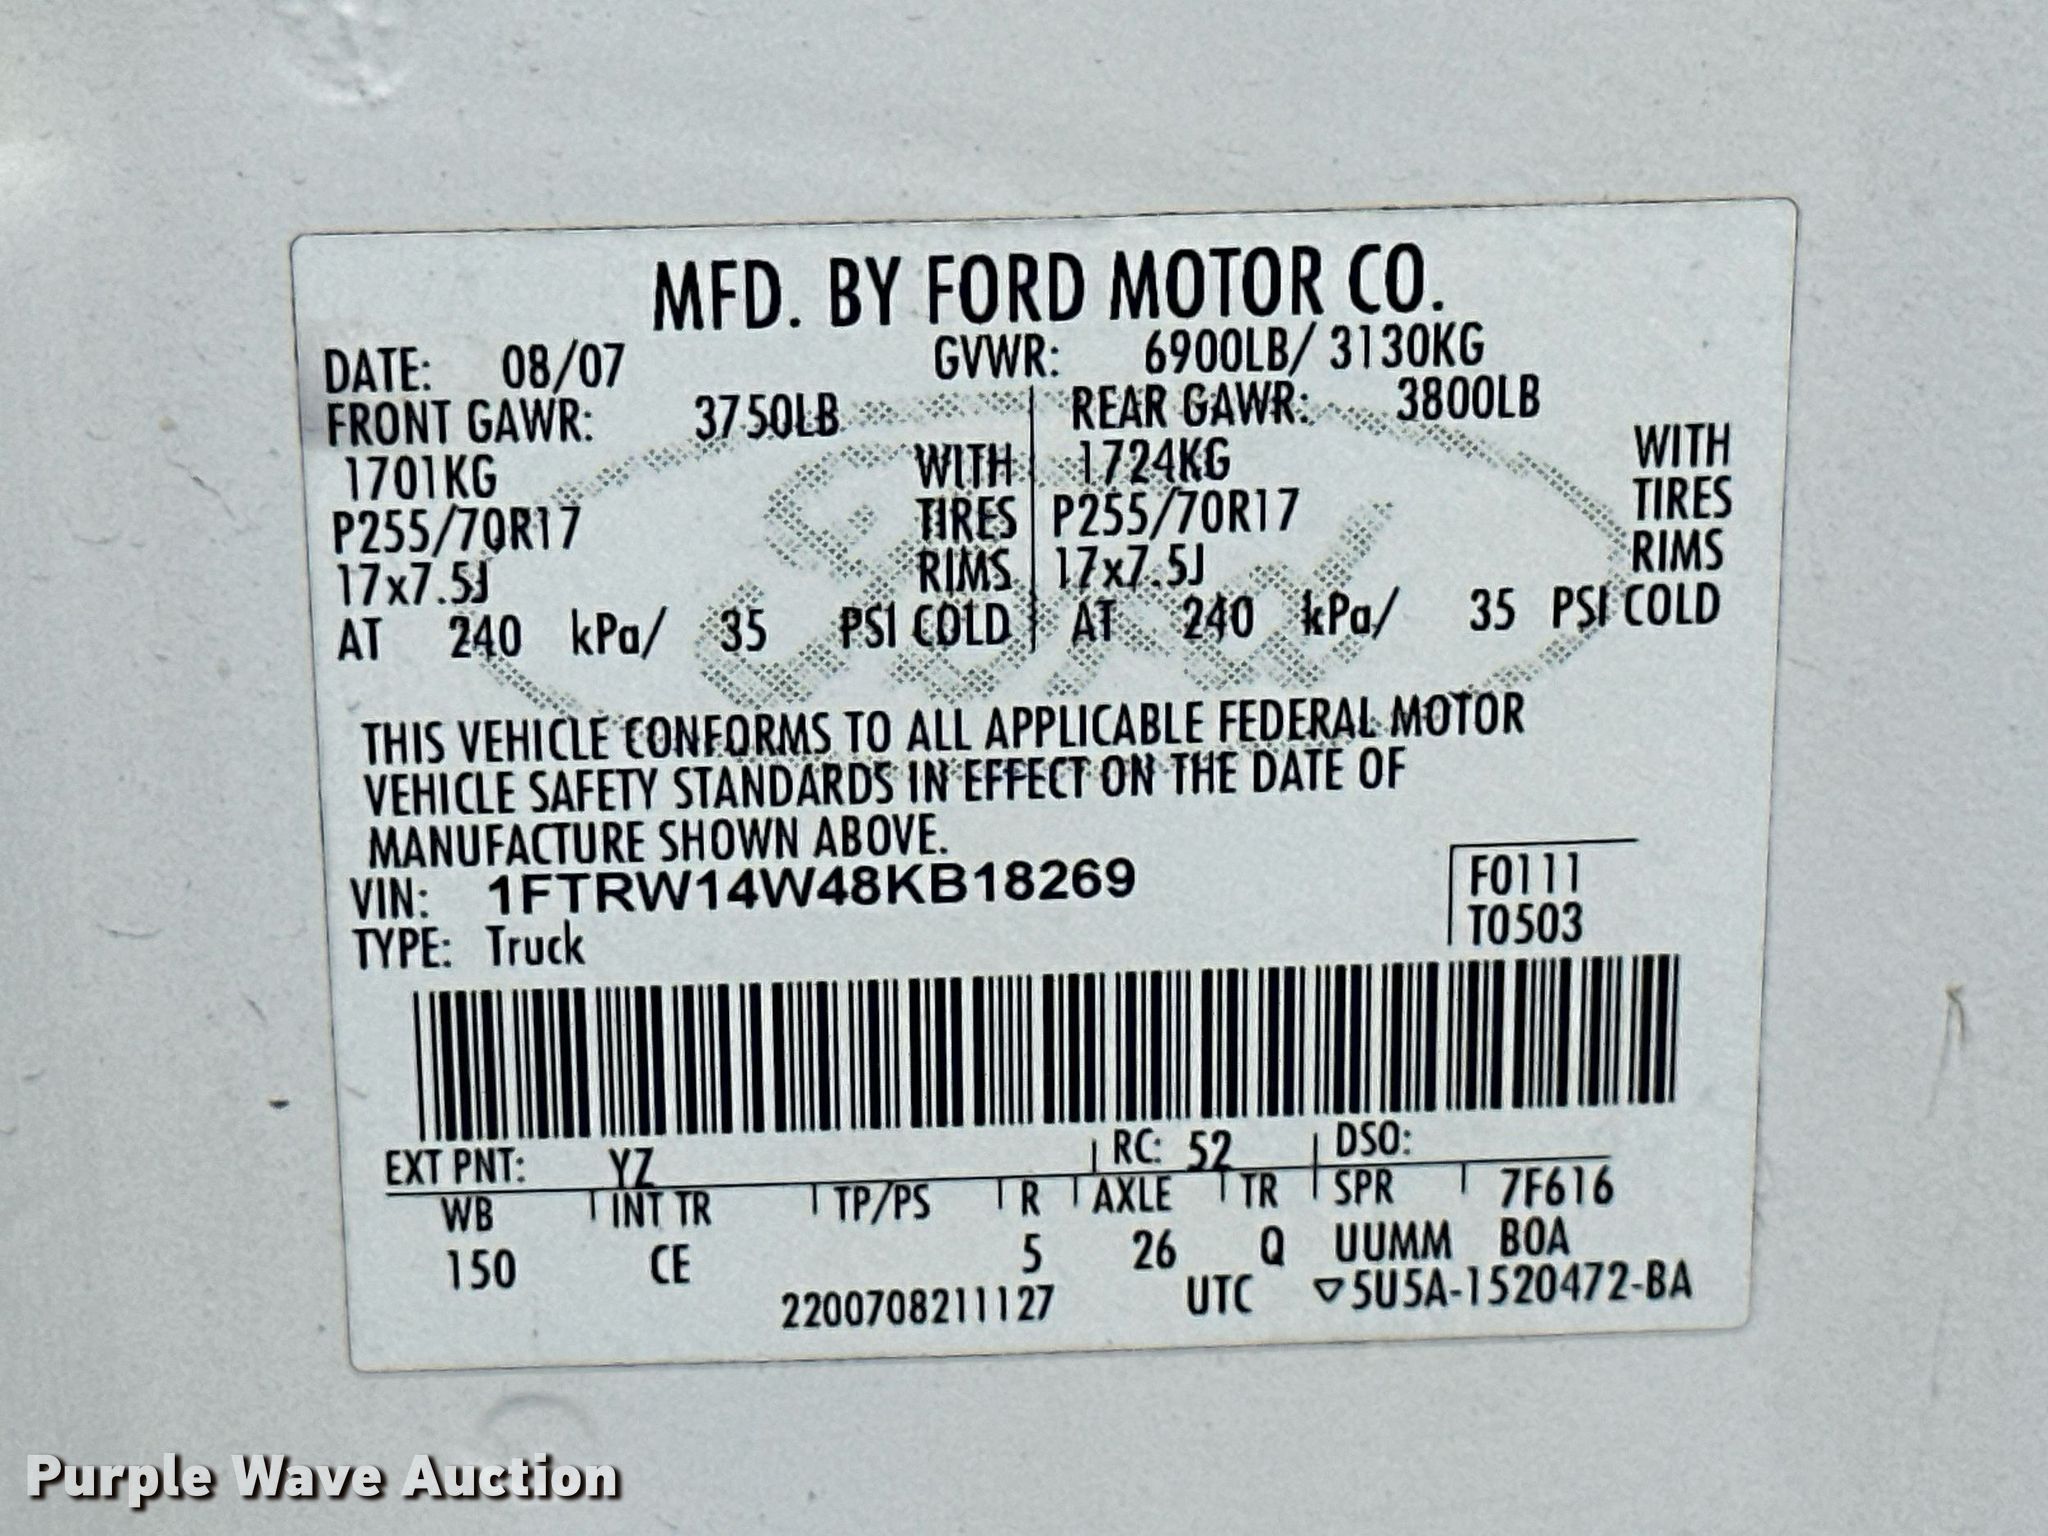 MFD. BY FORD MOTOR CO.
DATE: 08/07 GVWR: 6900LB/ 3130KG
FRONT GAWR: 3750LB REAR GAWR: 3800LB
1701KG WITH 1724KG WITH
P255/70R17 TIRES P255/70R17 TIRES
17x7.5J RIMS 17x7.5J RIMS
AT 240 kPa/ 35 PSI COLD AT 240 kPa/ 35 PSI COLD
THIS VEHICLE CONFORMS TO ALL APPLICABLE FEDERAL MOTOR
VEHICLE SAFETY STANDARDS IN EFFECT ON THE DATE OF
MANUFACTURE SHOWN ABOVE.
VIN: 1FTRW14W48KB18269 F0111
TYPE: Truck T0503
EXT PNT: YZ RC: 52 DSO:
WB INT TR TP/PS R AXLE TR SPR 7F616
150 CE 5 26 Q UUMM BOA
2200708211127 UTC ▽5U5A-1520472-BA
Purple Wave Auction